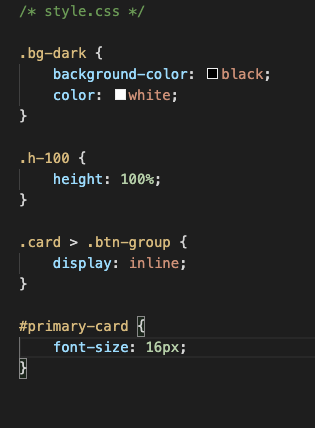 /* style.css */
.bg-dark {
background-color: black;
color: white;
}
.h-100 {
height: 100%;
}
.card > .btn-group {
display: inline;
}
#primary-card {
font-size: 16px;
}